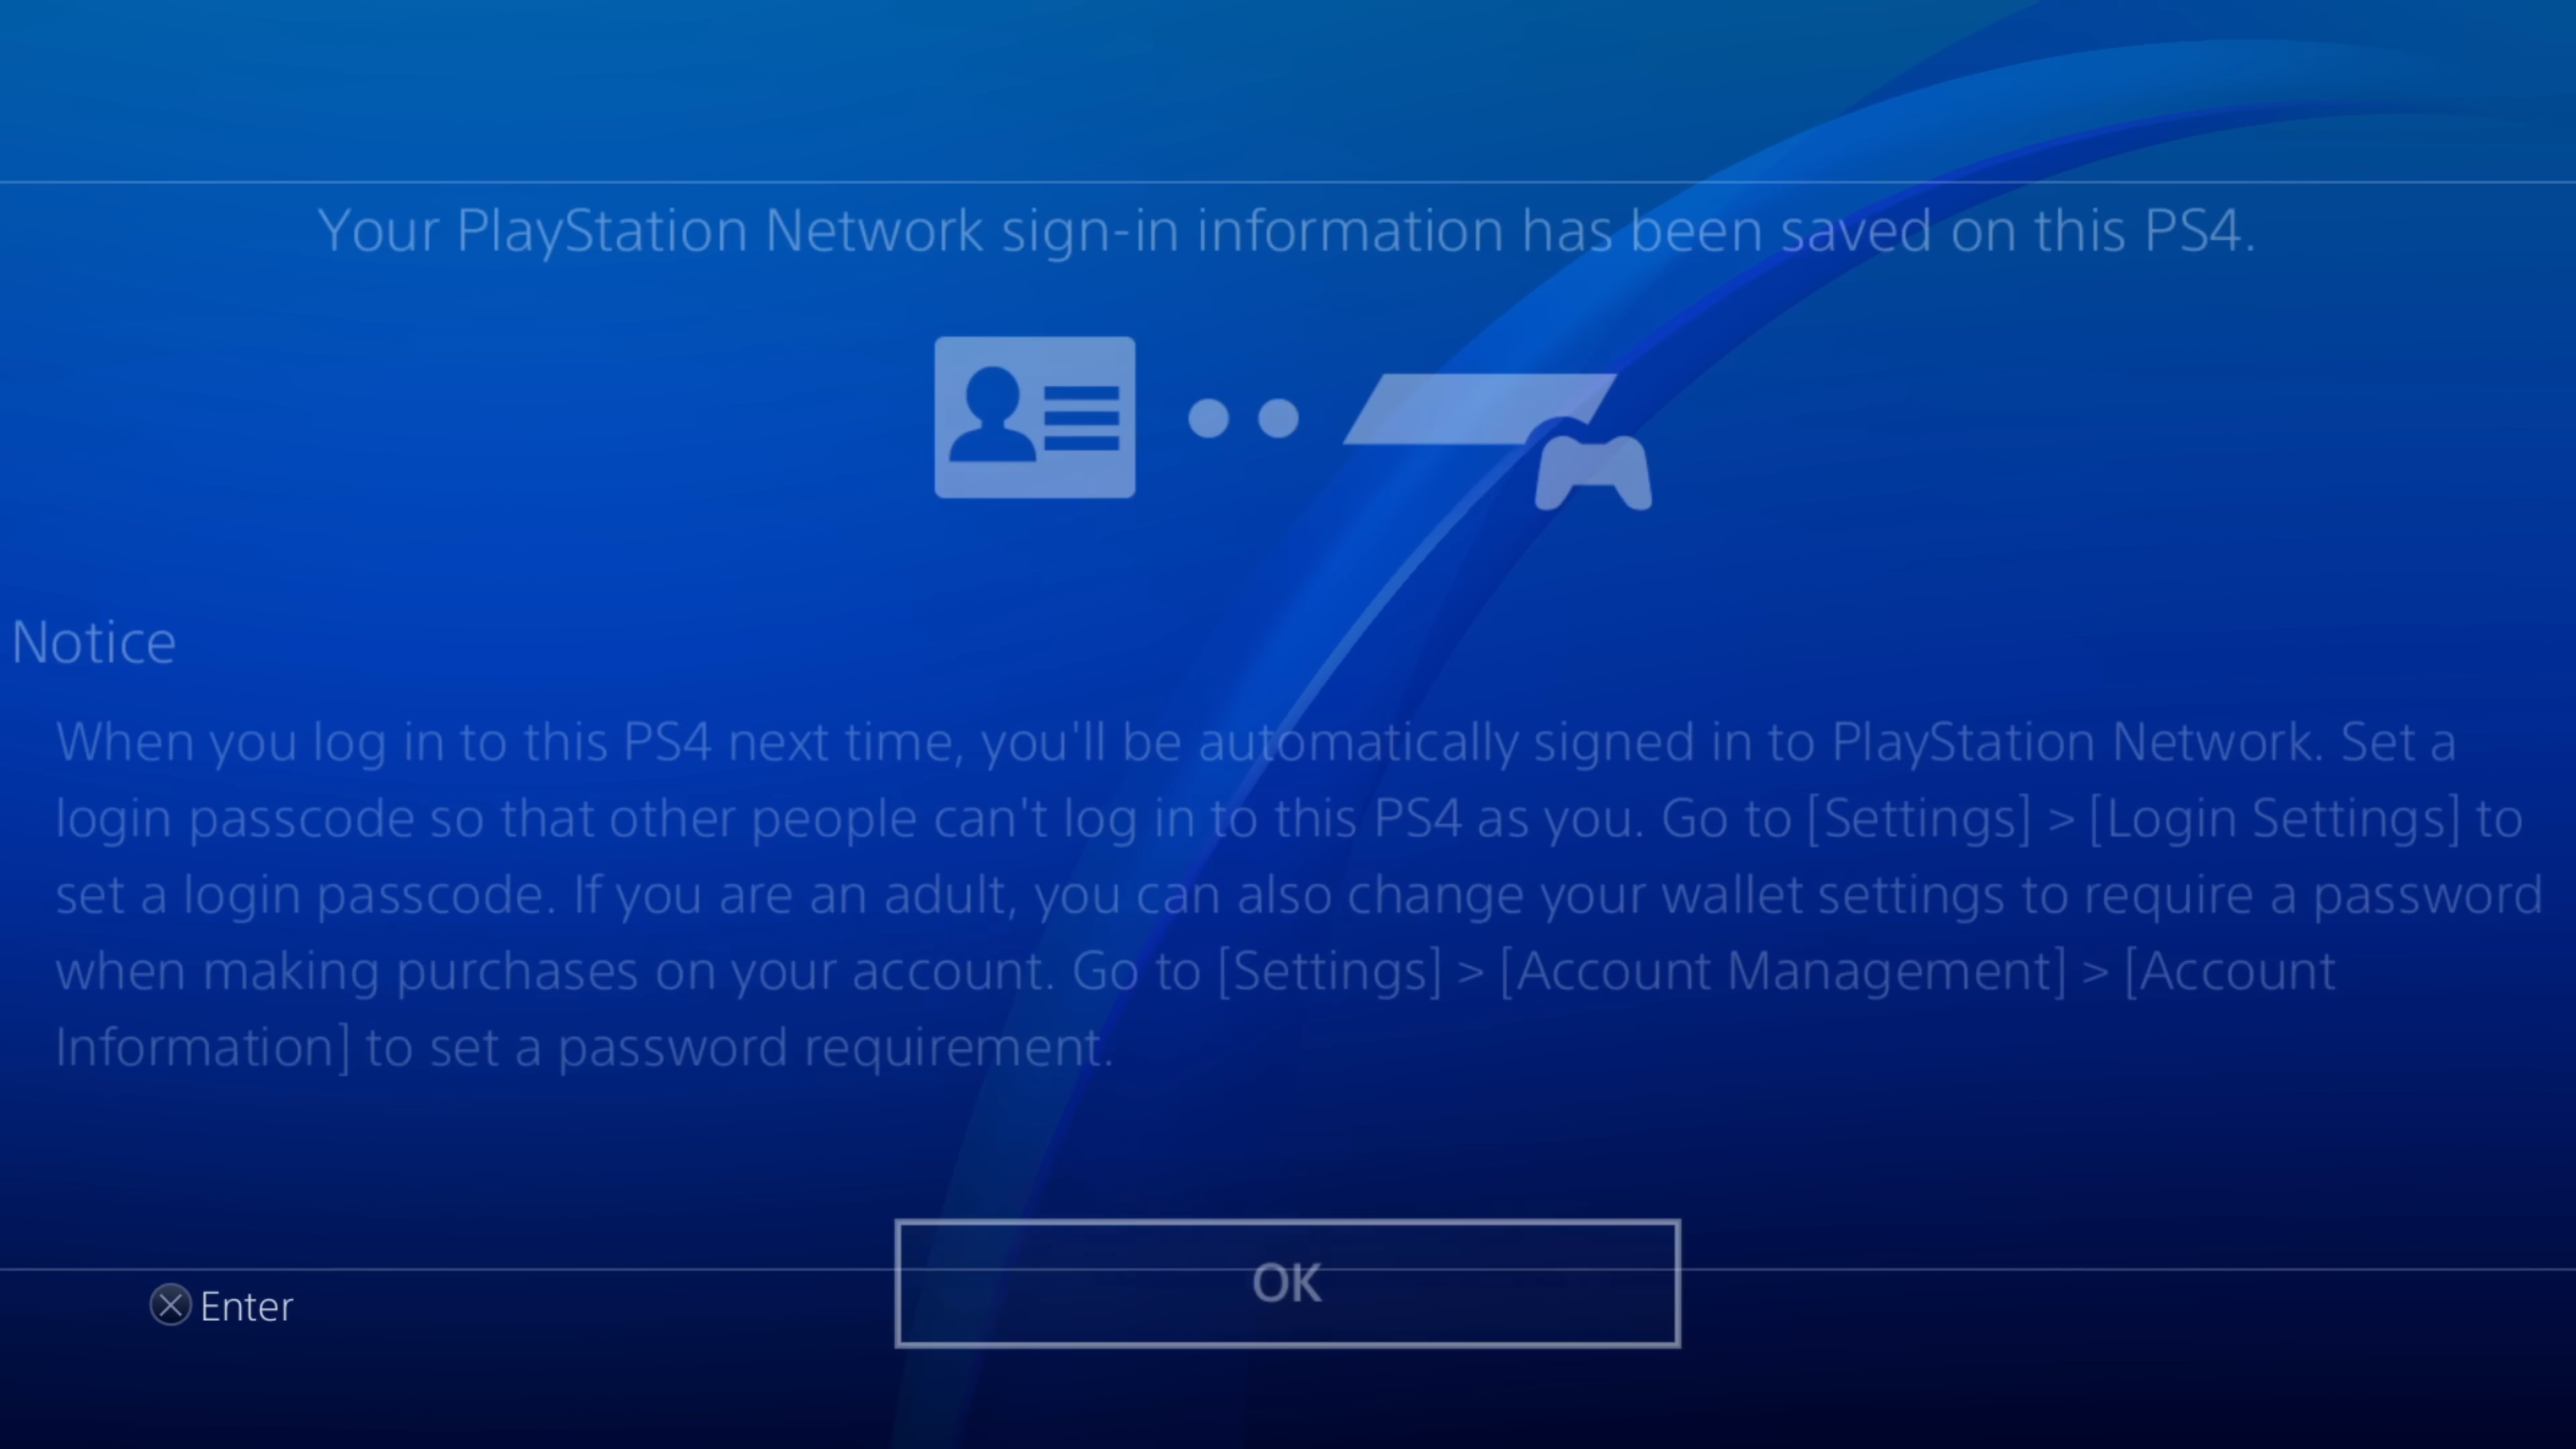 Your PlayStation Network sign-in information has been saved on this PS4.
Notice
When you log in to this PS4 next time, you'll be automatically signed in to PlayStation Network. Set a
login passcode so that other people can't log in to this PS4 as you. Go to [Settings] > [Login Settings] to
set a login passcode. If you are an adult, you can also change your wallet settings to require a password
when making purchases on your account. Go to [Settings] > [Account Management] > [Account
Information] to set a password requirement.
OK
Enter